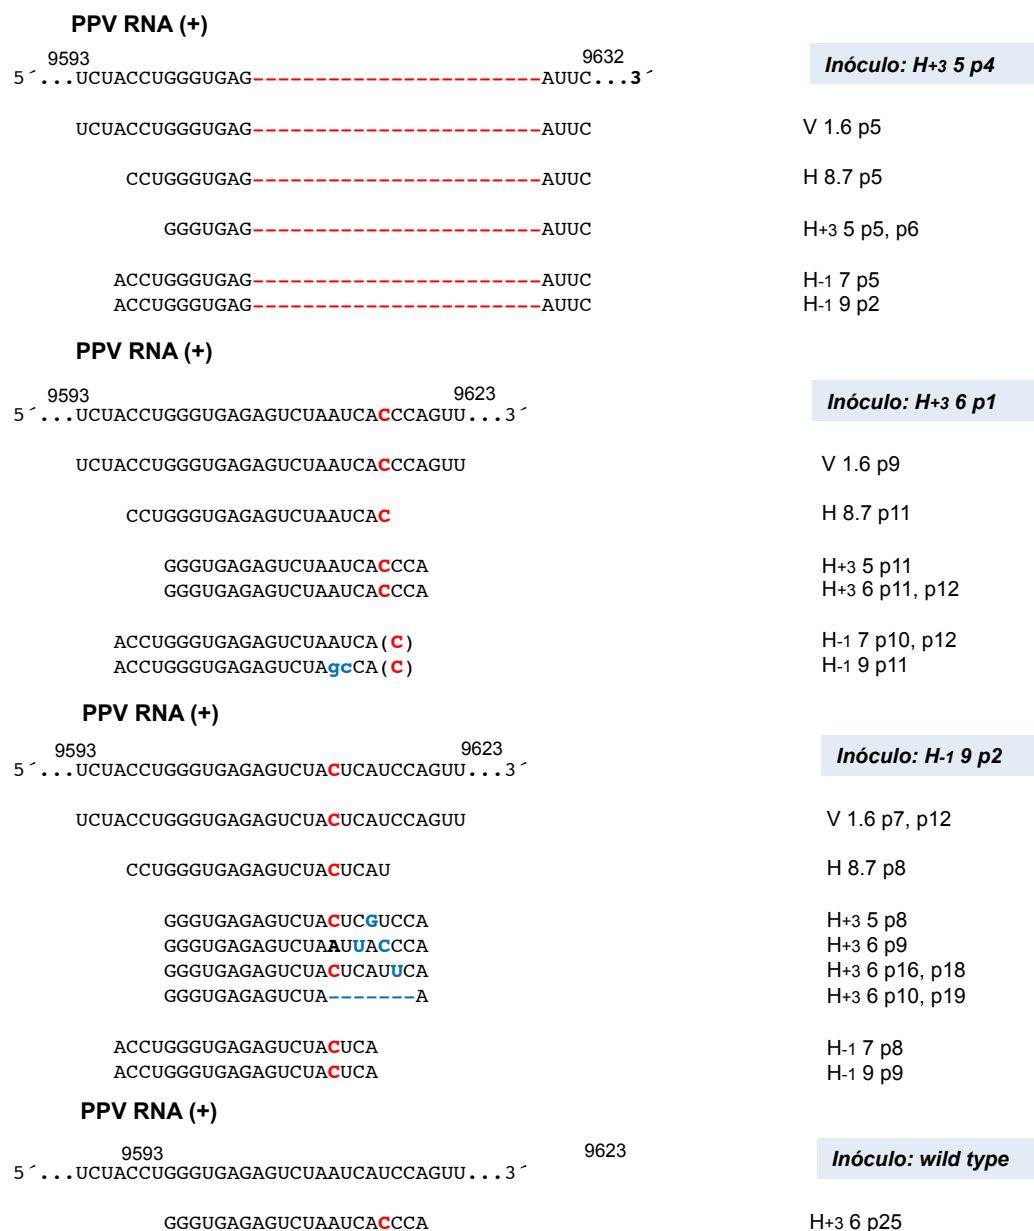 PPV RNA (+)
9593 9632
5´...UCUACCUGGGUGAG-----------------------AUUC...3´ Inóculo: H+3 5 p4
UCUACCUGGGUGAG-----------------------AUUC V 1.6 p5
CCUGGGUGAG-----------------------AUUC H 8.7 p5
GGGUGAG-----------------------AUUC H+3 5 p5, p6
ACCUGGGUGAG-----------------------AUUC H-1 7 p5
ACCUGGGUGAG-----------------------AUUC H-1 9 p2
PPV RNA (+)
9593 9623
5´...UCUACCUGGGUGAGAGUCUAAUCACCCAGUU...3´ Inóculo: H+3 6 p1
UCUACCUGGGUGAGAGUCUAAUCACCCAGUU V 1.6 p9
CCUGGGUGAGAGUCUAAUCAC H 8.7 p11
GGGUGAGAGUCUAAUCACCCA H+3 5 p11
GGGUGAGAGUCUAAUCACCCA H+3 6 p11, p12
ACCUGGGUGAGAGUCUAAUCA(C) H-1 7 p10, p12
ACCUGGGUGAGAGUCUAgcCA(C) H-1 9 p11
PPV RNA (+)
9593 9623
5´...UCUACCUGGGUGAGAGUCUACUCAUCCAGUU...3´ Inóculo: H-1 9 p2
UCUACCUGGGUGAGAGUCUACUCAUCCAGUU V 1.6 p7, p12
CCUGGGUGAGAGUCUACUCAU H 8.7 p8
GGGUGAGAGUCUACUCGUCCA H+3 5 p8
GGGUGAGAGUCUAAUUACCCA H+3 6 p9
GGGUGAGAGUCUACUCAUUCA H+3 6 p16, p18
GGGUGAGAGUCUA-------A H+3 6 p10, p19
ACCUGGGUGAGAGUCUACUCA H-1 7 p8
ACCUGGGUGAGAGUCUACUCA H-1 9 p9
PPV RNA (+)
9593 9623
5´...UCUACCUGGGUGAGAGUCUAAUCAUCCAGUU...3´ Inóculo: wild type
GGGUGAGAGUCUAAUCACCCA H+3 6 p25